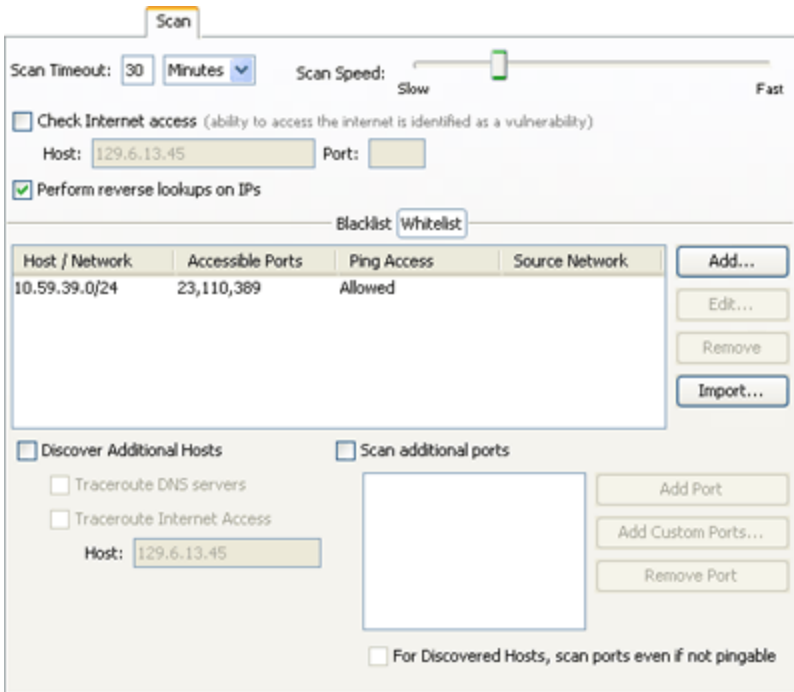 Scan
Scan Timeout: 30 Minutes Scan Speed: Slow Fast
Check Internet access (ability to access the internet is identified as a vulnerability)
Host: 129.6.13.45 Port:
Perform reverse lookups on IPs
Blacklist Whitelist
Host / Network Accessible Ports Ping Access Source Network Add...
10.59.39.0/24 23,110,389 Allowed
Edit...
Remove
Import...
Discover Additional Hosts Scan additional ports
Traceroute DNS servers Add Port
Traceroute Internet Access Add Custom Ports...
Host: 129.6.13.45
Remove Port
For Discovered Hosts, scan ports even if not pingable